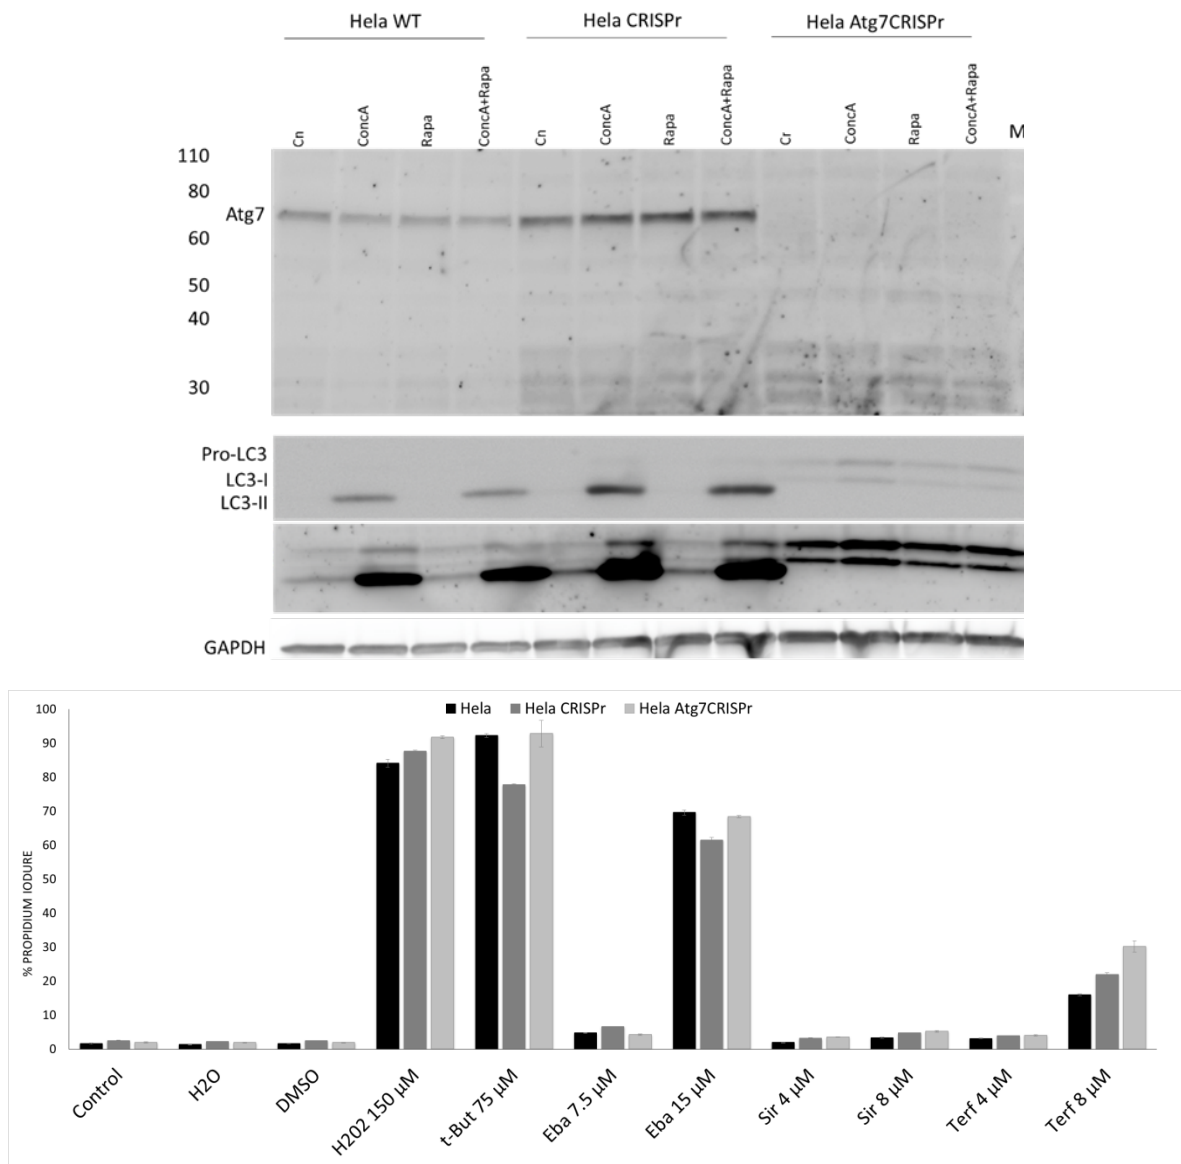 Hela WT Hela CRISPr Hela Atg7CRISPr
Cn ConcA Rapa ConcA+Rapa Cn ConcA Rapa ConcA+Rapa Cr ConcA Rapa ConcA+Rapa M
110
80
Atg7
60
50
40
30
Pro-LC3
LC3-I
LC3-II
GAPDH
100
Hela Hela CRISPr Hela Atg7CRISPr
90
80
70
60
50
40
30
20
10
0
% PROPIDIUM IODURE
Control H2O DMSO H202 150 µM t-But 75 µM Eba 7.5 µM Eba 15 µM Sir 4 µM Sir 8 µM Terf 4 µM Terf 8 µM